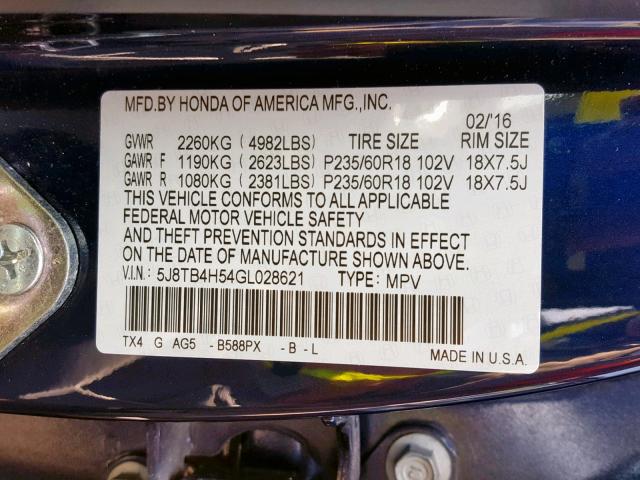 MFD.BY HONDA OF AMERICA MFG.,INC.
02/'16
GVWR 2260KG (4982LBS) TIRE SIZE RIM SIZE
GAWR F 1190KG (2623LBS) P235/60R18 102V 18X7.5J
GAWR R 1080KG (2381LBS) P235/60R18 102V 18X7.5J
THIS VEHICLE CONFORMS TO ALL APPLICABLE
FEDERAL MOTOR VEHICLE SAFETY
AND THEFT PREVENTION STANDARDS IN EFFECT
ON THE DATE OF MANUFACTURE SHOWN ABOVE.
V.I.N.: 5J8TB4H54GL028621 TYPE: MPV
TX4 G AG5 -B588PX -B-L
MADE IN U.S.A.